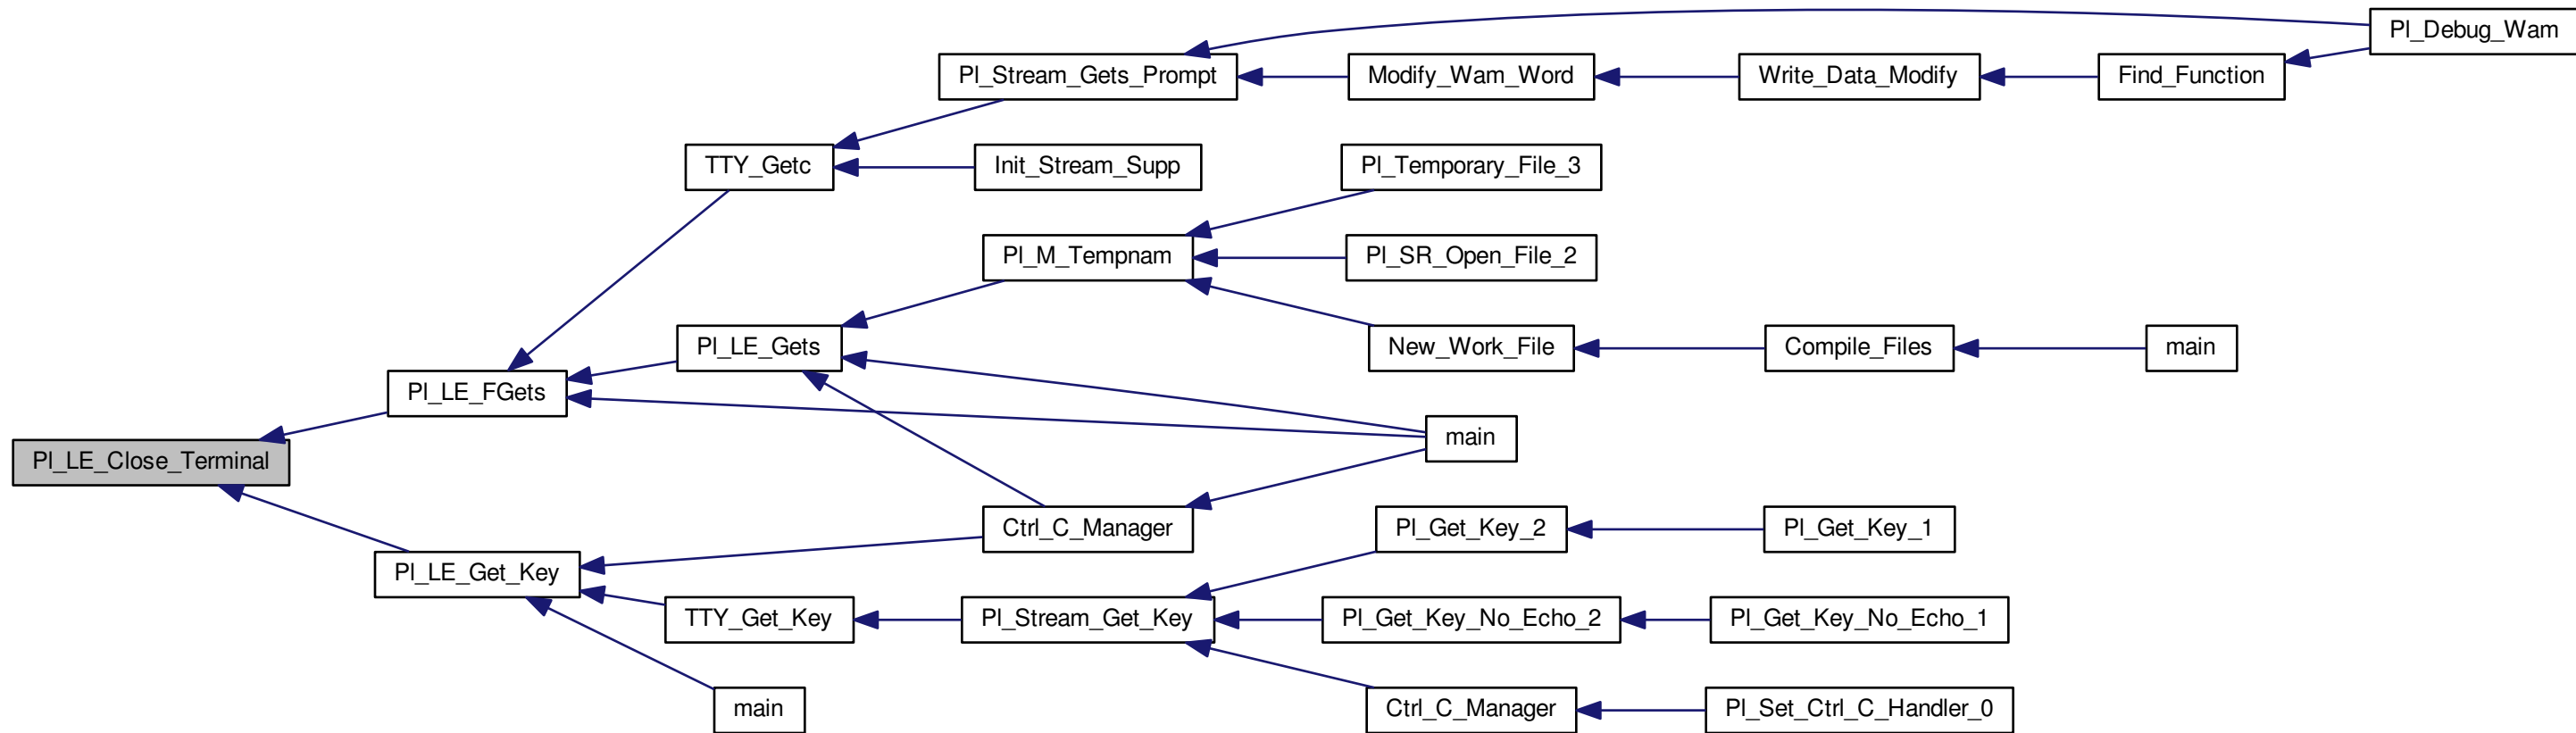 Pl_Debug_Wam
Pl_Stream_Gets_Prompt
Modify_Wam_Word
Write_Data_Modify
Find_Function
TTY_Getc
Init_Stream_Supp
Pl_Temporary_File_3
Pl_M_Tempnam
Pl_SR_Open_File_2
Pl_LE_Gets
New_Work_File
Compile_Files
main
Pl_LE_FGets
main
Pl_LE_Close_Terminal
Ctrl_C_Manager
Pl_Get_Key_2
Pl_Get_Key_1
Pl_LE_Get_Key
TTY_Get_Key
Pl_Stream_Get_Key
Pl_Get_Key_No_Echo_2
Pl_Get_Key_No_Echo_1
main
Ctrl_C_Manager
Pl_Set_Ctrl_C_Handler_0